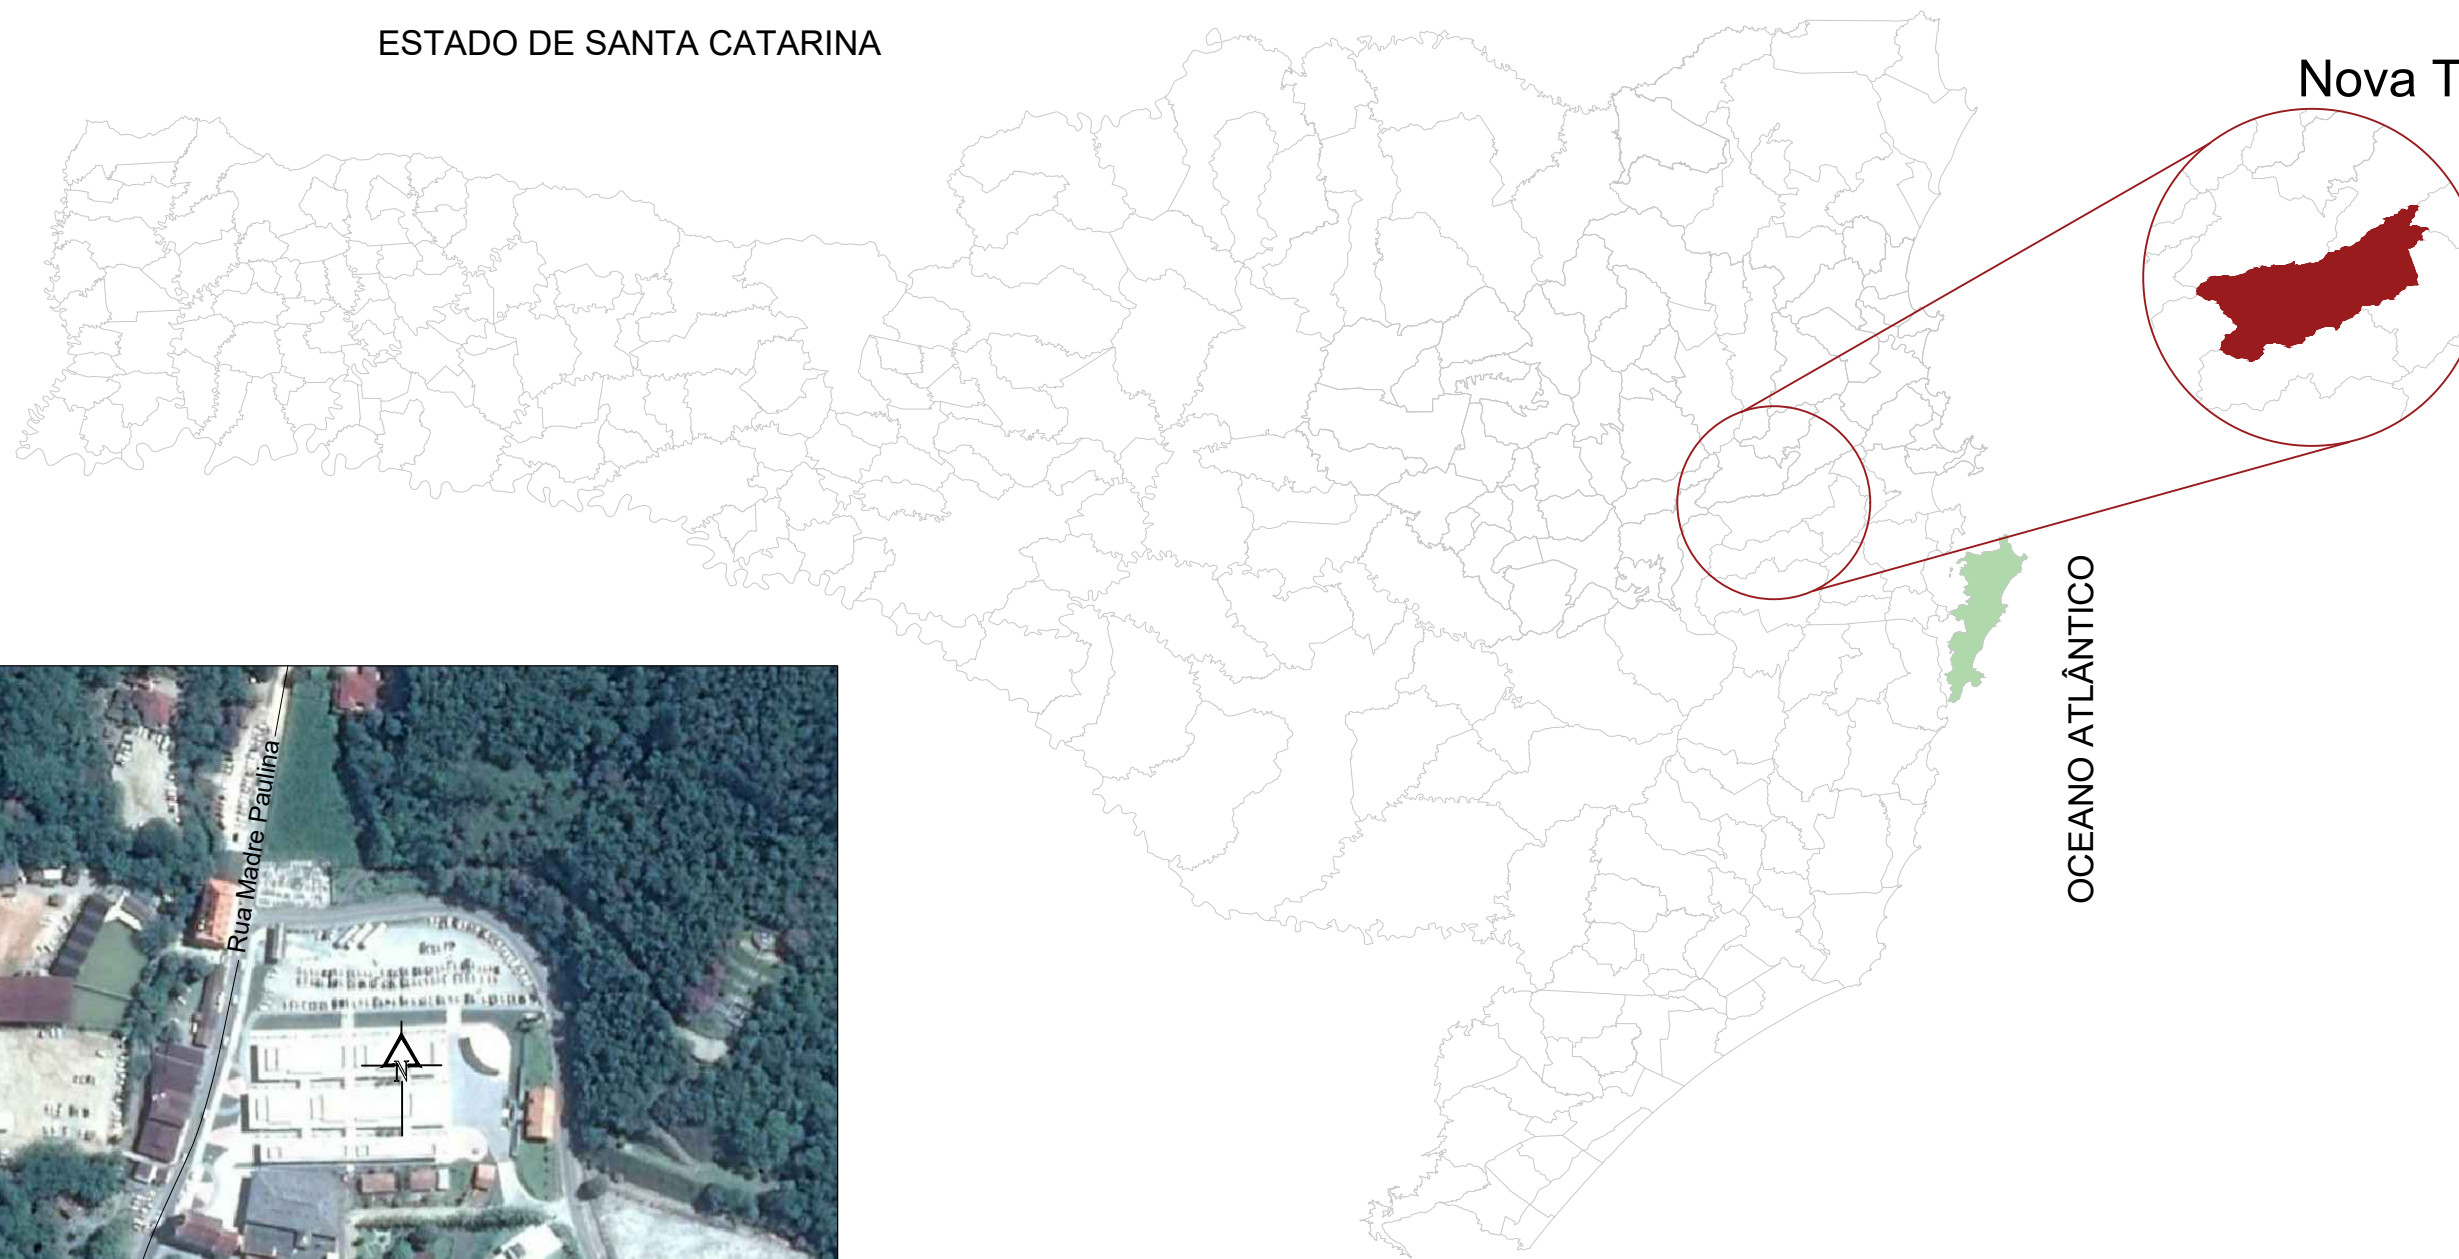 ESTADO DE SANTA CATARINA
Nova T
OCEANO ATLÂNTICO
Rua Madre Paulina
N